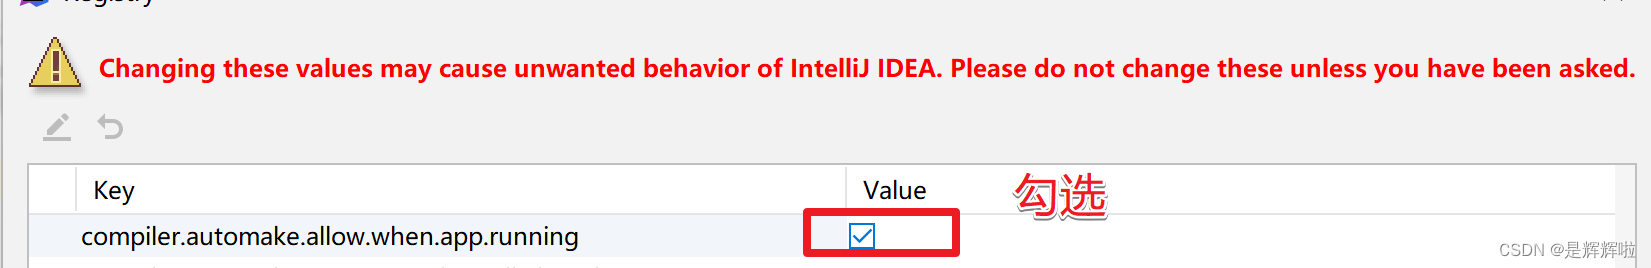 Registry
Changing these values may cause unwanted behavior of IntelliJ IDEA. Please do not change these unless you have been asked.
Key Value 勾选
compiler.automake.allow.when.app.running
CSDN @是辉辉啦